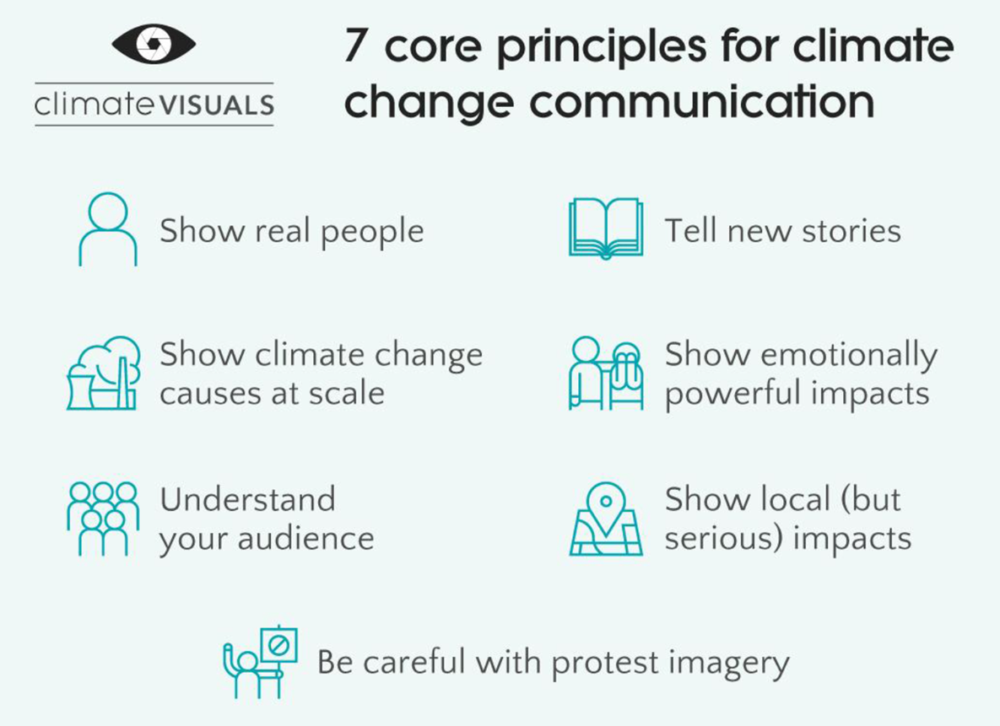 climateVISUALS
7 core principles for climate
change communication
Show real people
Tell new stories
Show climate change
causes at scale
Show emotionally
powerful impacts
Understand
your audience
Show local (but
serious) impacts
Be careful with protest imagery